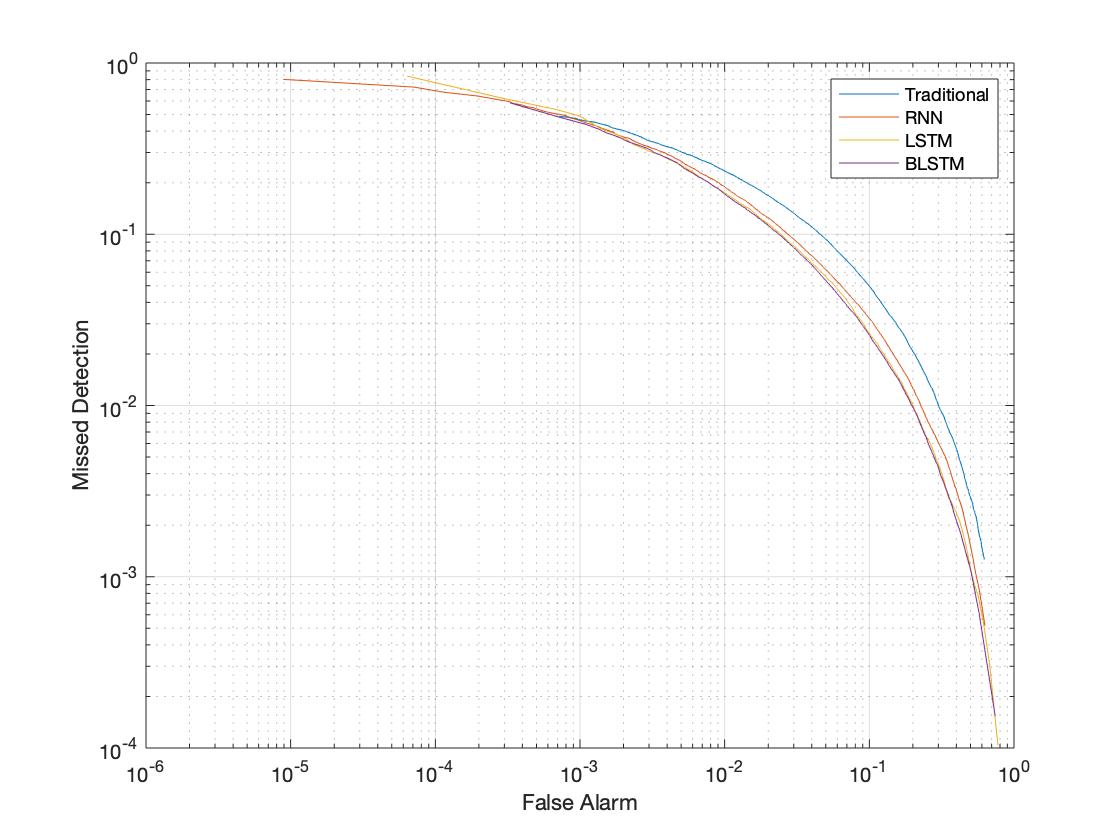 10^0
10^-1
10^-2
10^-3
10^-4
Missed Detection
Traditional
RNN
LSTM
BLSTM
10^-6 10^-5 10^-4 10^-3 10^-2 10^-1 10^0
False Alarm